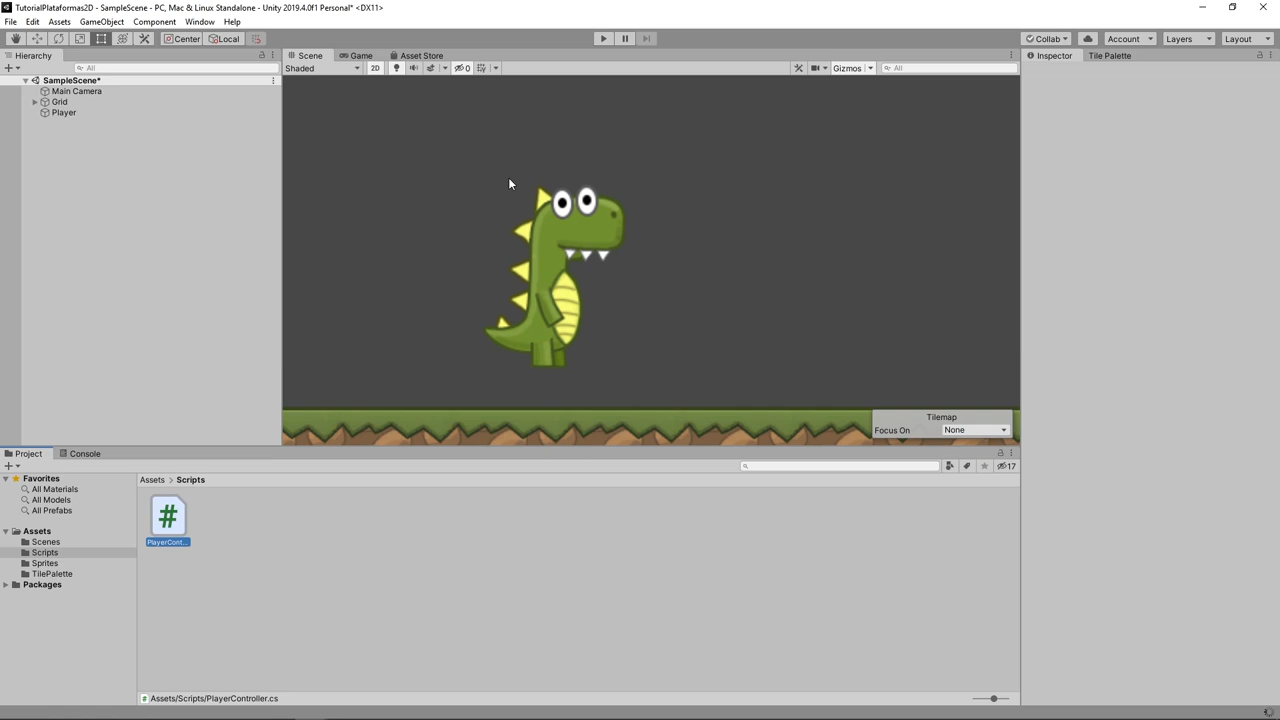 TutorialPlataformas2D - SampleScene - PC, Mac & Linux Standalone - Unity 2019.4.0f1 Personal* <DX11>
File Edit Assets GameObject Component Window Help
Center Local Collab Account Layers Layout
Hierarchy Scene Game Asset Store Inspector Tile Palette
All Shaded 2D 0 Gizmos All
SampleScene*
Main Camera
Grid
Player
Tilemap
Focus On None
Project Console
17
Favorites
All Materials
All Models
All Prefabs
Assets
Scenes
Scripts
Sprites
TilePalette
Packages
Assets > Scripts
#
PlayerCont...
# Assets/Scripts/PlayerController.cs